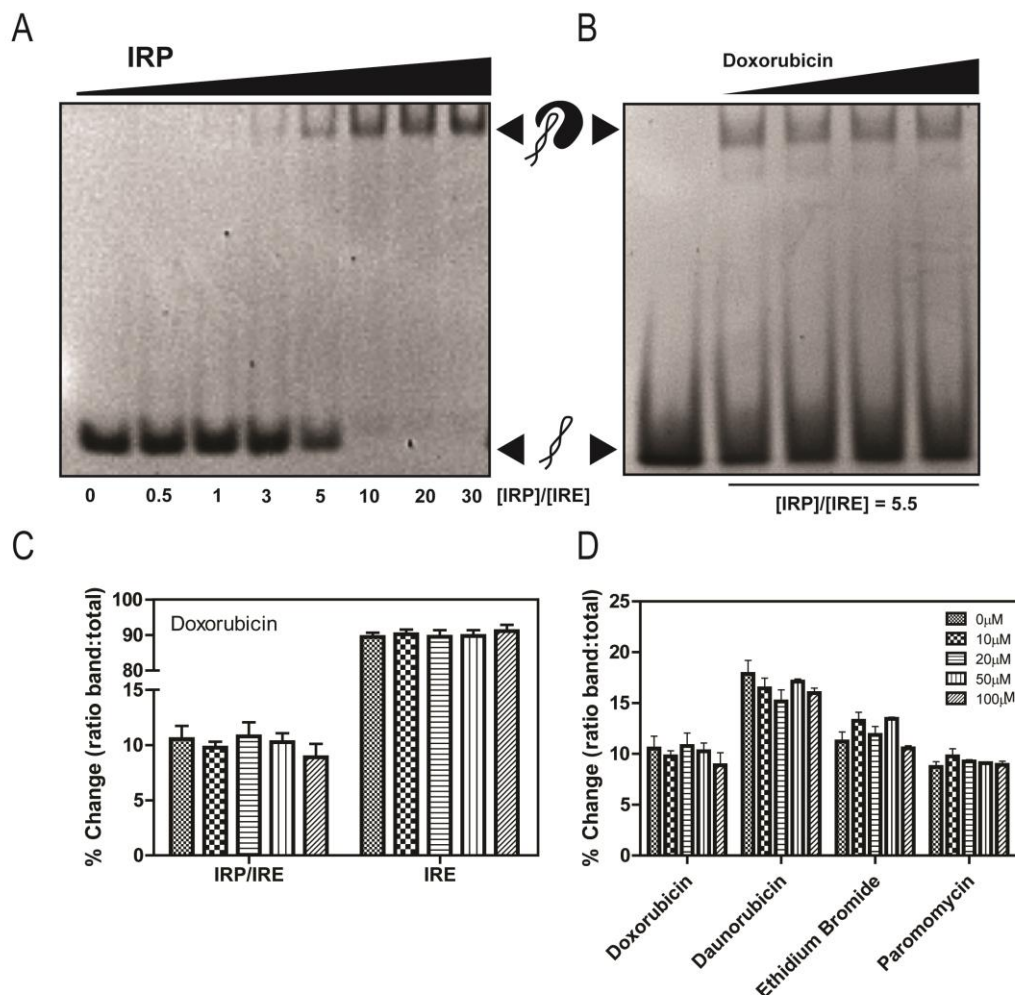 A
IRP
B
Doxorubicin
0 0.5 1 3 5 10 20 30 [IRP]/[IRE]
[IRP]/[IRE] = 5.5
C
% Change (ratio band:total)
100
90
80
15
10
5
0
Doxorubicin
IRP/IRE IRE
D
% Change (ratio band:total)
25
20
15
10
5
0
0μM
10μM
20μM
50μM
100μM
Doxorubicin
Daunorubicin
Ethidium Bromide
Paromomycin